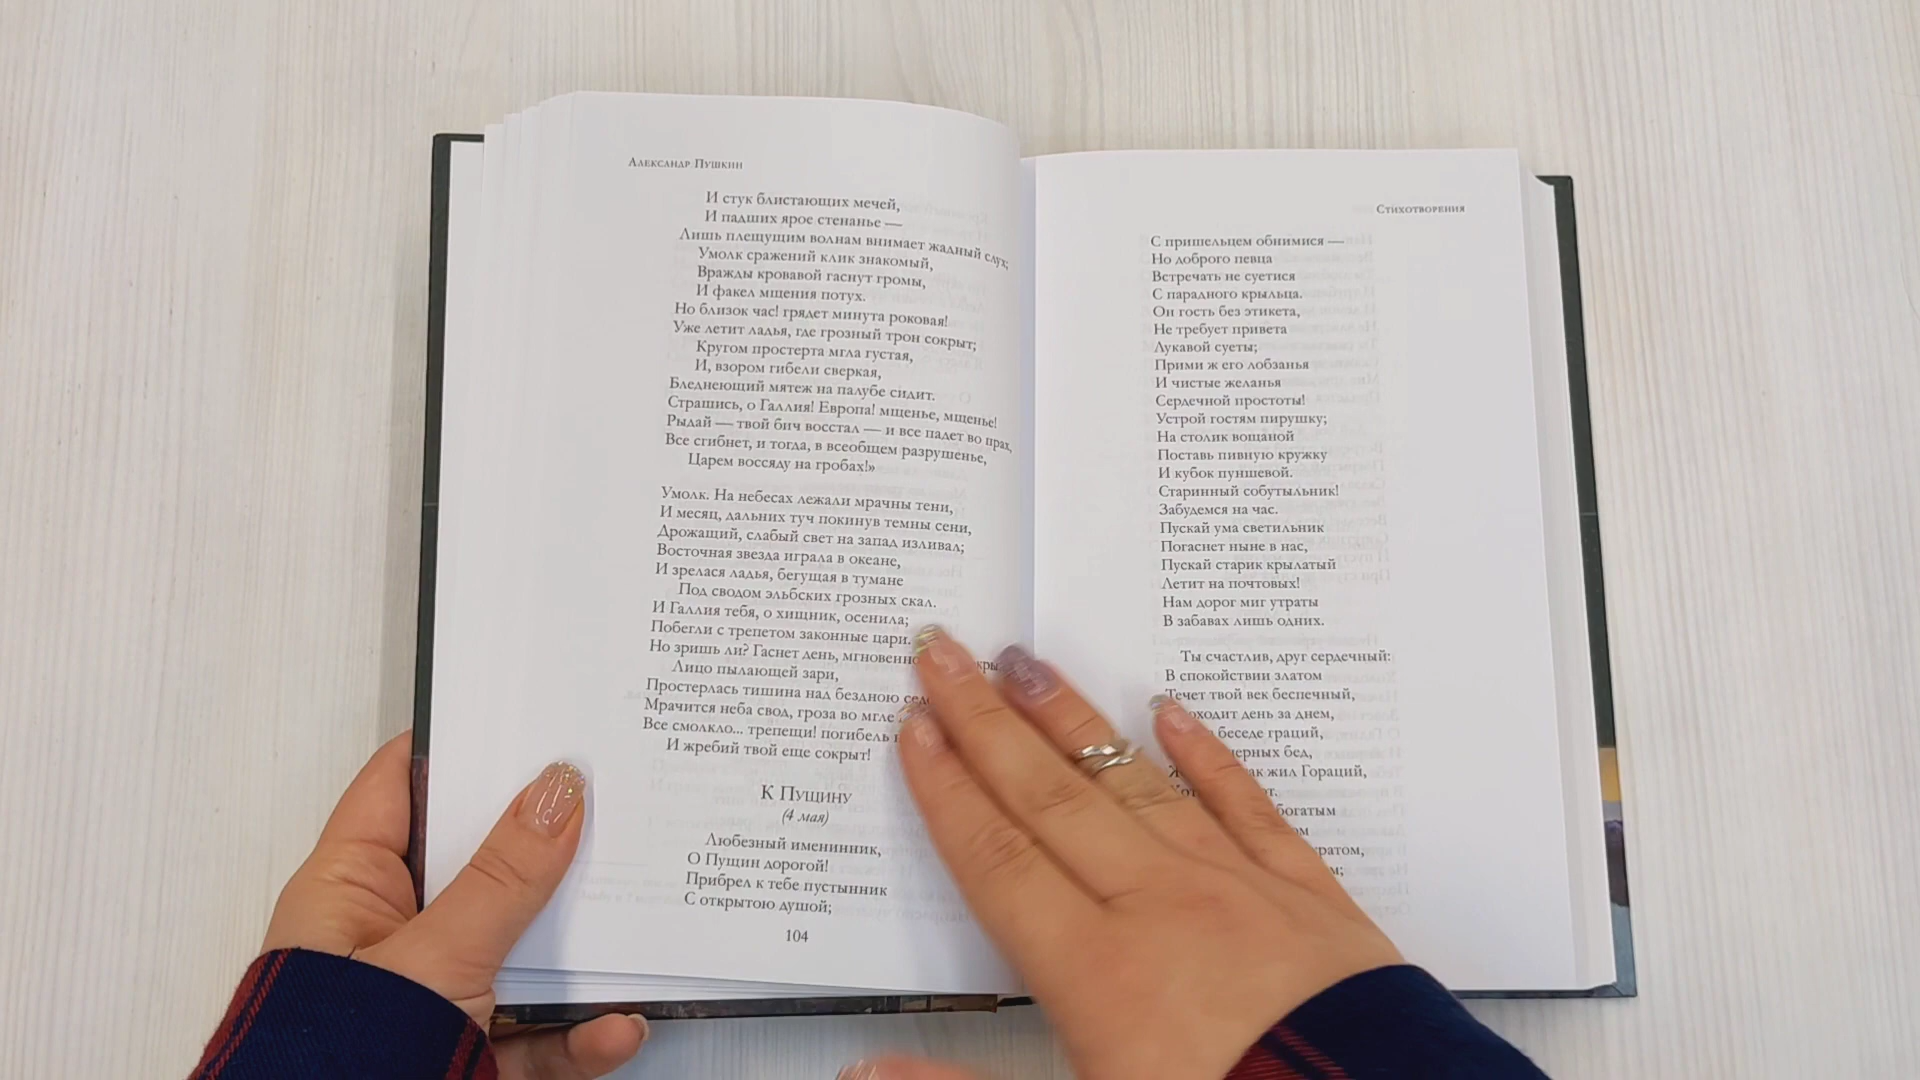 Александр Пушкин
И стук блистающих мечей,
И падших ярое стенанье —
Лишь плещущим волнам внимает жадный слух;
Умолк сражений клик знакомый,
Вражды кровавой гаснут громы,
И факел мщения потух.
Но близок час! грядет минута роковая!
Уже летит ладья, где грозный трон сокрыт;
Кругом простерта мгла густая,
И, взором гибели сверкая,
Бледнеющий мятеж на палубе сидит.
Страшись, о Галлия! Европа! мщенье, мщенье!
Рыдай — твой бич восстал — и все падет во прах,
Все сгибнет, и тогда, в всеобщем разрушенье,
Царем воссяду на гробах!»
Умолк. На небесах лежали мрачны тени,
И месяц, дальних туч покинув темны сени,
Дрожащий, слабый свет на запад изливал;
Восточная звезда играла в океане,
И зрелася ладья, бегущая в тумане
Под сводом эльбских грозных скал.
И Галлия тебя, о хищник, осенила;
Побегли с трепетом законные цари.
Но зришь ли? Гаснет день,
Лицо пылающей зари,
Простерлась тишина над бездною
Мрачится неба свод, гроза во мгле
Все смолкло... трепещи! погибель
И жребий твой еще сокрыт!
К Пущину
(4 мая)
Любезный именинник,
О Пущин дорогой!
Прибрел к тебе пустынник
С открытою душой;
104
Стихотворения
С пришельцем обнимися —
Но доброго певца
Встречать не суетися
С парадного крыльца.
Он гость без этикета,
Не требует привета
Лукавой суеты;
Прими ж его лобзанья
И чистые желанья
Сердечной простоты!
Устрой гостям пирушку;
На столик вощаной
Поставь пивную кружку
И кубок пуншевой.
Старинный собутыльник!
Забудемся на час.
Пускай ума светильник
Погаснет ныне в нас,
Пускай старик крылатый
Летит на почтовых!
Нам дорог миг утраты
В забавах лишь одних.
Ты счастлив, друг сердечный:
В спокойствии златом
Течет твой век беспечный,
день за днем,
беседе граций,
бед,
жил Гораций,
богатым